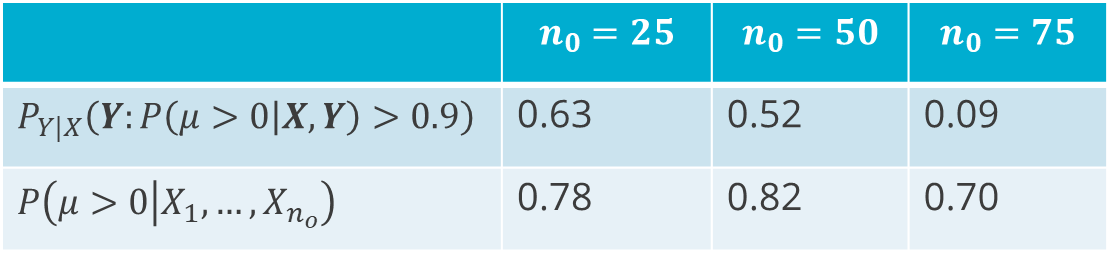 n₀ = 25 n₀ = 50 n₀ = 75
P_{Y|X}(Y: P(μ > 0|X, Y) > 0.9) 0.63 0.52 0.09
P(μ > 0|X₁, …, X_{n₀}) 0.78 0.82 0.70